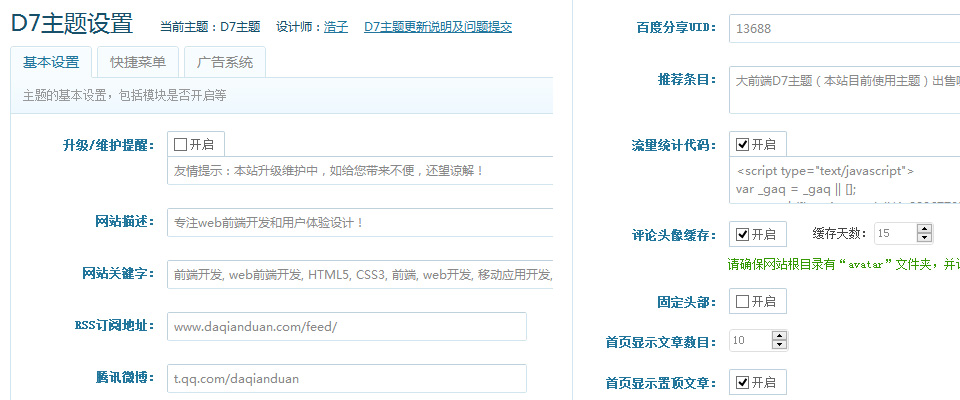 D7主题设置 当前主题：D7主题 设计师：浩子 D7主题更新说明及问题提交
基本设置 快捷菜单 广告系统
主题的基本设置，包括模块是否开启等
升级/维护提醒： 开启
友情提示：本站升级维护中，如给您带来不便，还望谅解！
网站描述： 专注web前端开发和用户体验设计！
网站关键字： 前端开发, web前端开发, HTML5, CSS3, 前端, web开发, 移动应用开发,
RSS订阅地址： www.daqianduan.com/feed/
腾讯微博： t.qq.com/daqianduan
百度分享UID： 13688
推荐条目： 大前端D7主题（本站目前使用主题）出售
流量统计代码： 开启
<script type="text/javascript">
var _gaq = _gaq || [];
评论头像缓存： 开启 缓存天数： 15
请确保网站根目录有“avatar”文件夹，并
固定头部： 开启
首页显示文章数目： 10
首页显示置顶文章： 开启